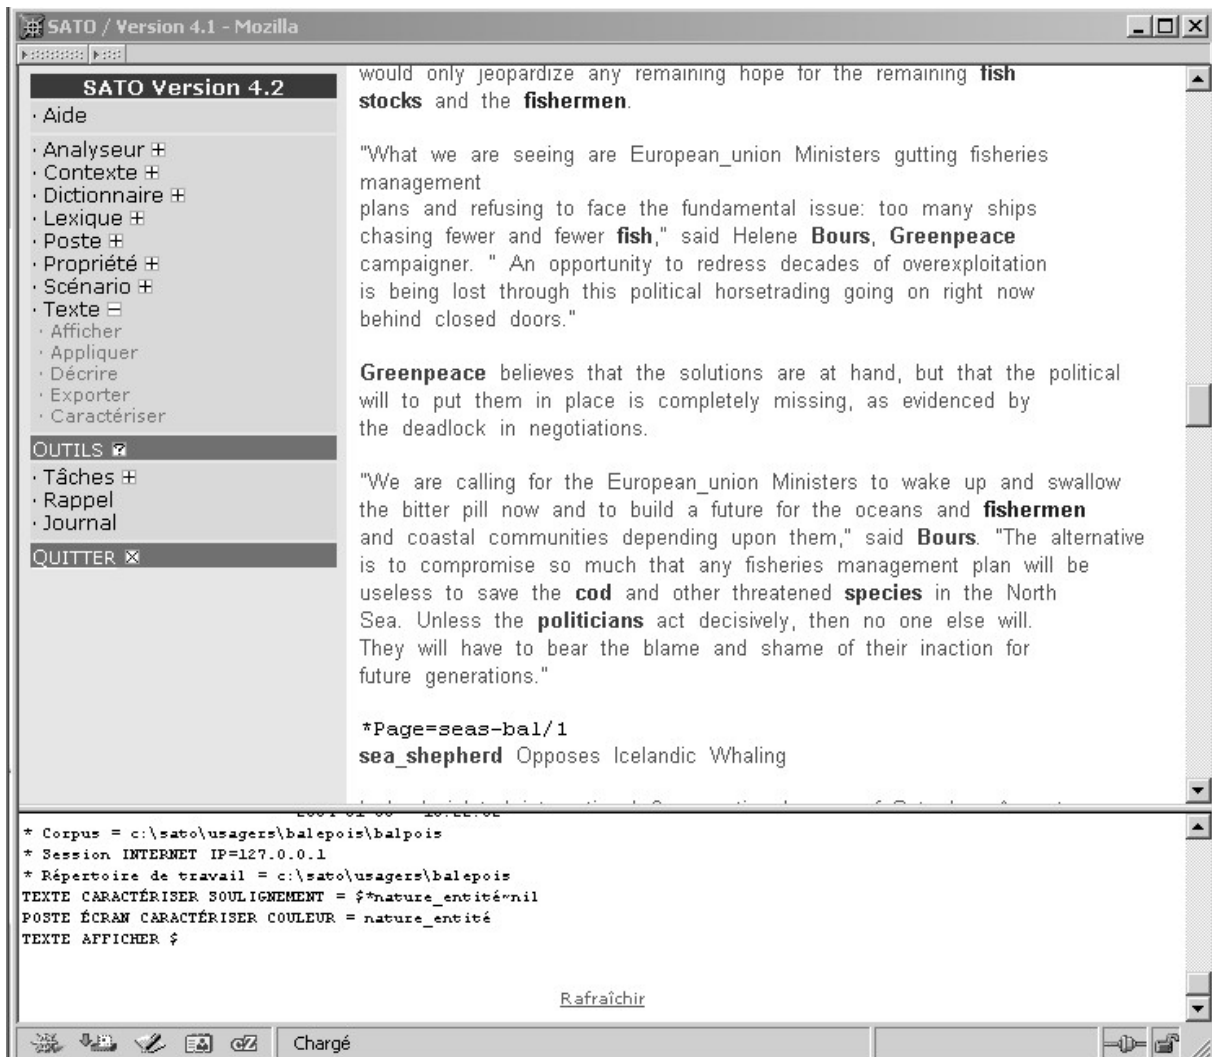 SATO / Version 4.1 - Mozilla
SATO Version 4.2
· Aide
· Analyseur
· Contexte
· Dictionnaire
· Lexique
· Poste
· Propriété
· Scénario
· Texte
· Afficher
· Appliquer
· Décrire
· Exporter
· Caractériser
OUTILS
· Tâches
· Rappel
· Journal
QUITTER
would only jeopardize any remaining hope for the remaining fish
stocks and the fishermen.
"What we are seeing are European_union Ministers gutting fisheries
management
plans and refusing to face the fundamental issue: too many ships
chasing fewer and fewer fish," said Helene Bours, Greenpeace
campaigner. " An opportunity to redress decades of overexploitation
is being lost through this political horsetrading going on right now
behind closed doors."
Greenpeace believes that the solutions are at hand, but that the political
will to put them in place is completely missing, as evidenced by
the deadlock in negotiations.
"We are calling for the European_union Ministers to wake up and swallow
the bitter pill now and to build a future for the oceans and fishermen
and coastal communities depending upon them," said Bours. "The alternative
is to compromise so much that any fisheries management plan will be
useless to save the cod and other threatened species in the North
Sea. Unless the politicians act decisively, then no one else will.
They will have to bear the blame and shame of their inaction for
future generations."
*Page=seas-bal/1
sea_shepherd Opposes Icelandic Whaling
* Corpus = c:\sato\usagers\balepois\balpois
* Session INTERNET IP=127.0.0.1
* Répertoire de travail = c:\sato\usagers\balepois
TEXTE CARACTÉRISER SOULIGNEMENT = $*nature_entité~nil
POSTE ÉCRAN CARACTÉRISER COULEUR = nature_entité
TEXTE AFFICHER $
Rafraîchir
Chargé